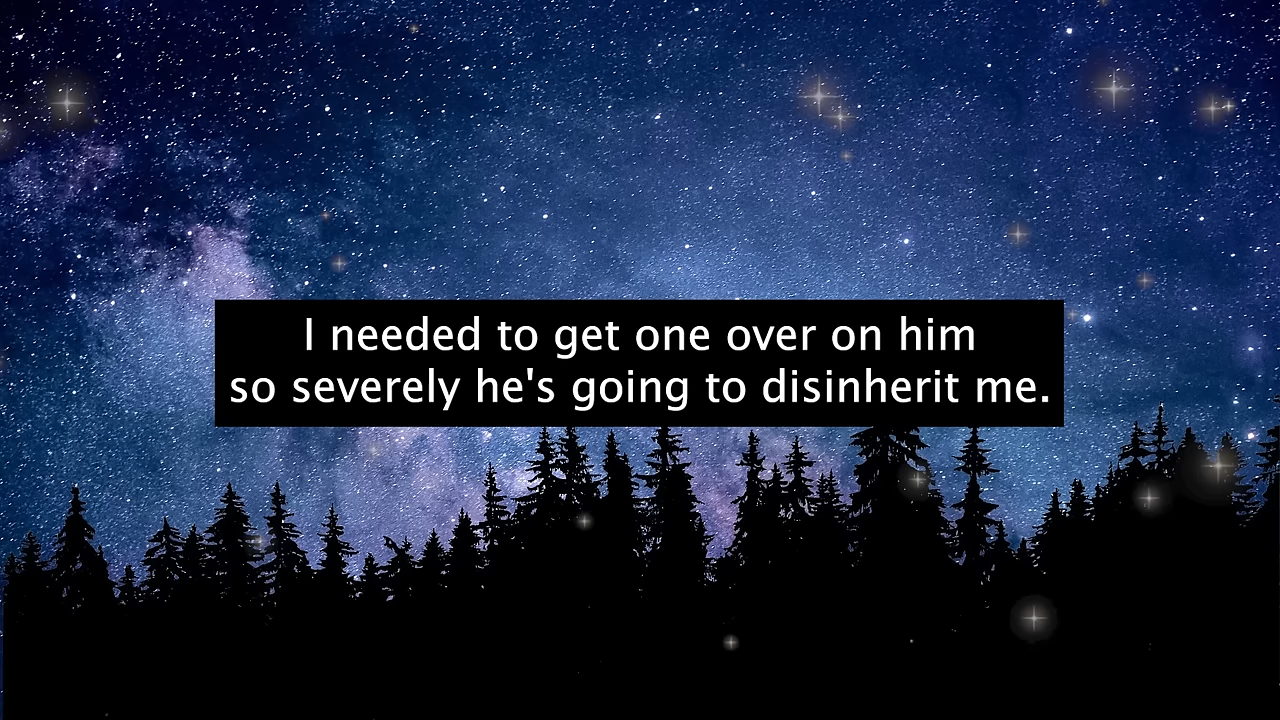 I needed to get one over on him
so severely he's going to disinherit me.